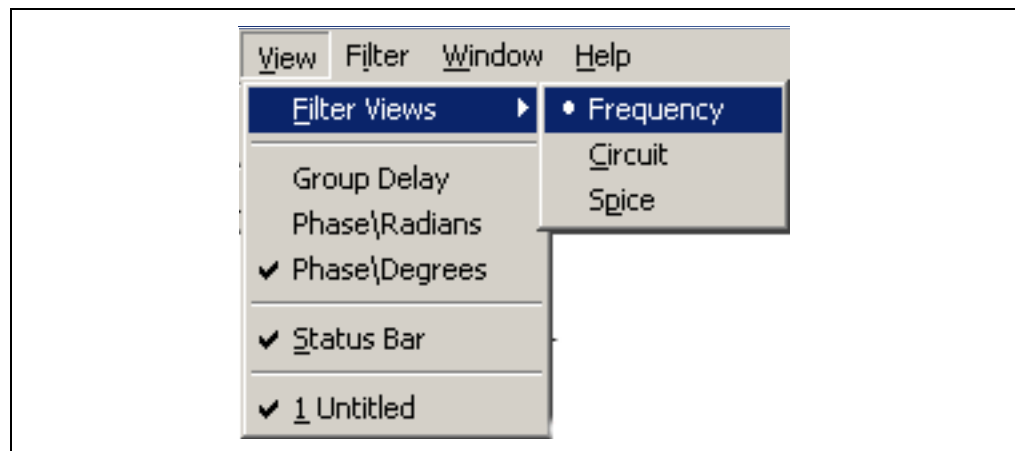 View Filter Window Help
Filter Views
Group Delay
Phase\Radians
Phase\Degrees
Status Bar
1 Untitled
Frequency
Circuit
Spice